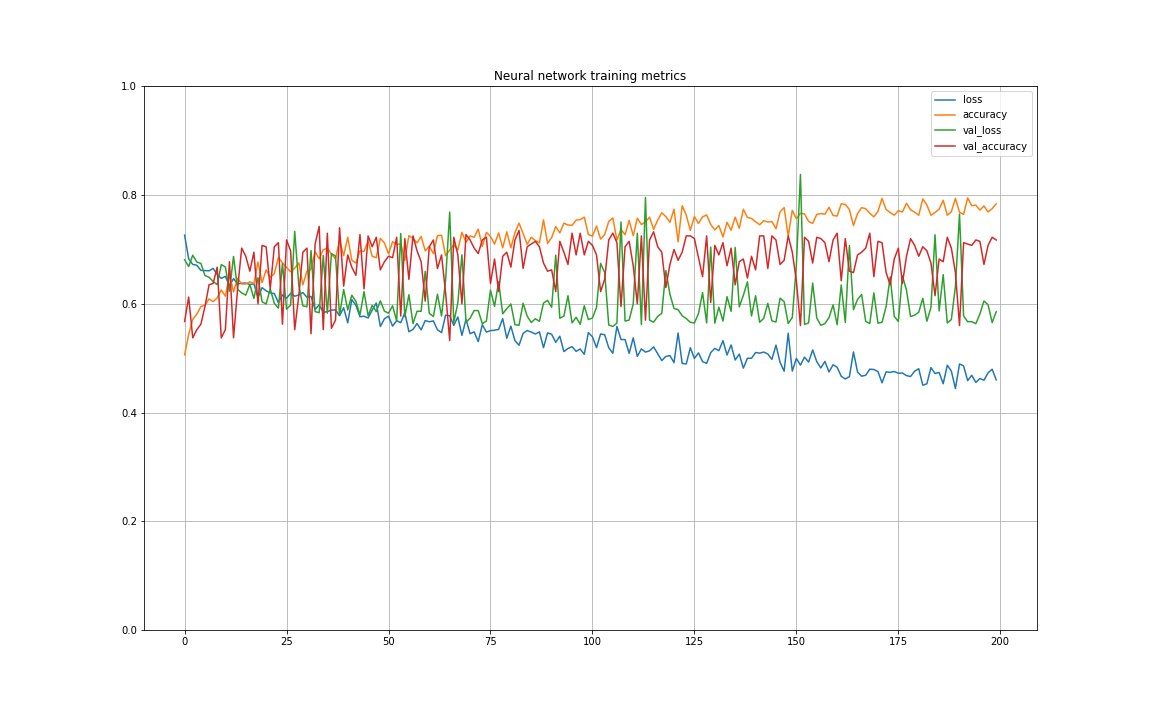 Neural network training metrics
1.0
0.8
0.6
0.4
0.2
0.0
loss
accuracy
val_loss
val_accuracy
0 25 50 75 100 125 150 175 200